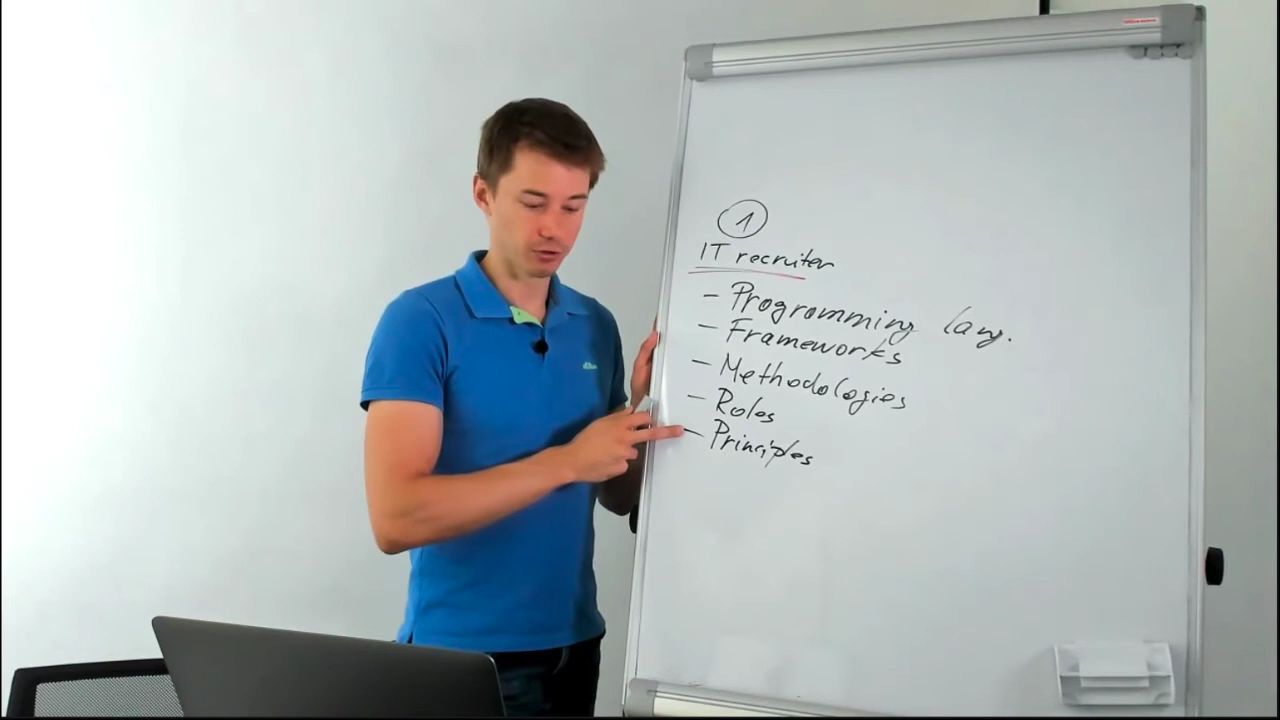 1
IT recruiter
- Programming lang.
- Frameworks
- Methodologies
- Roles
- Principles